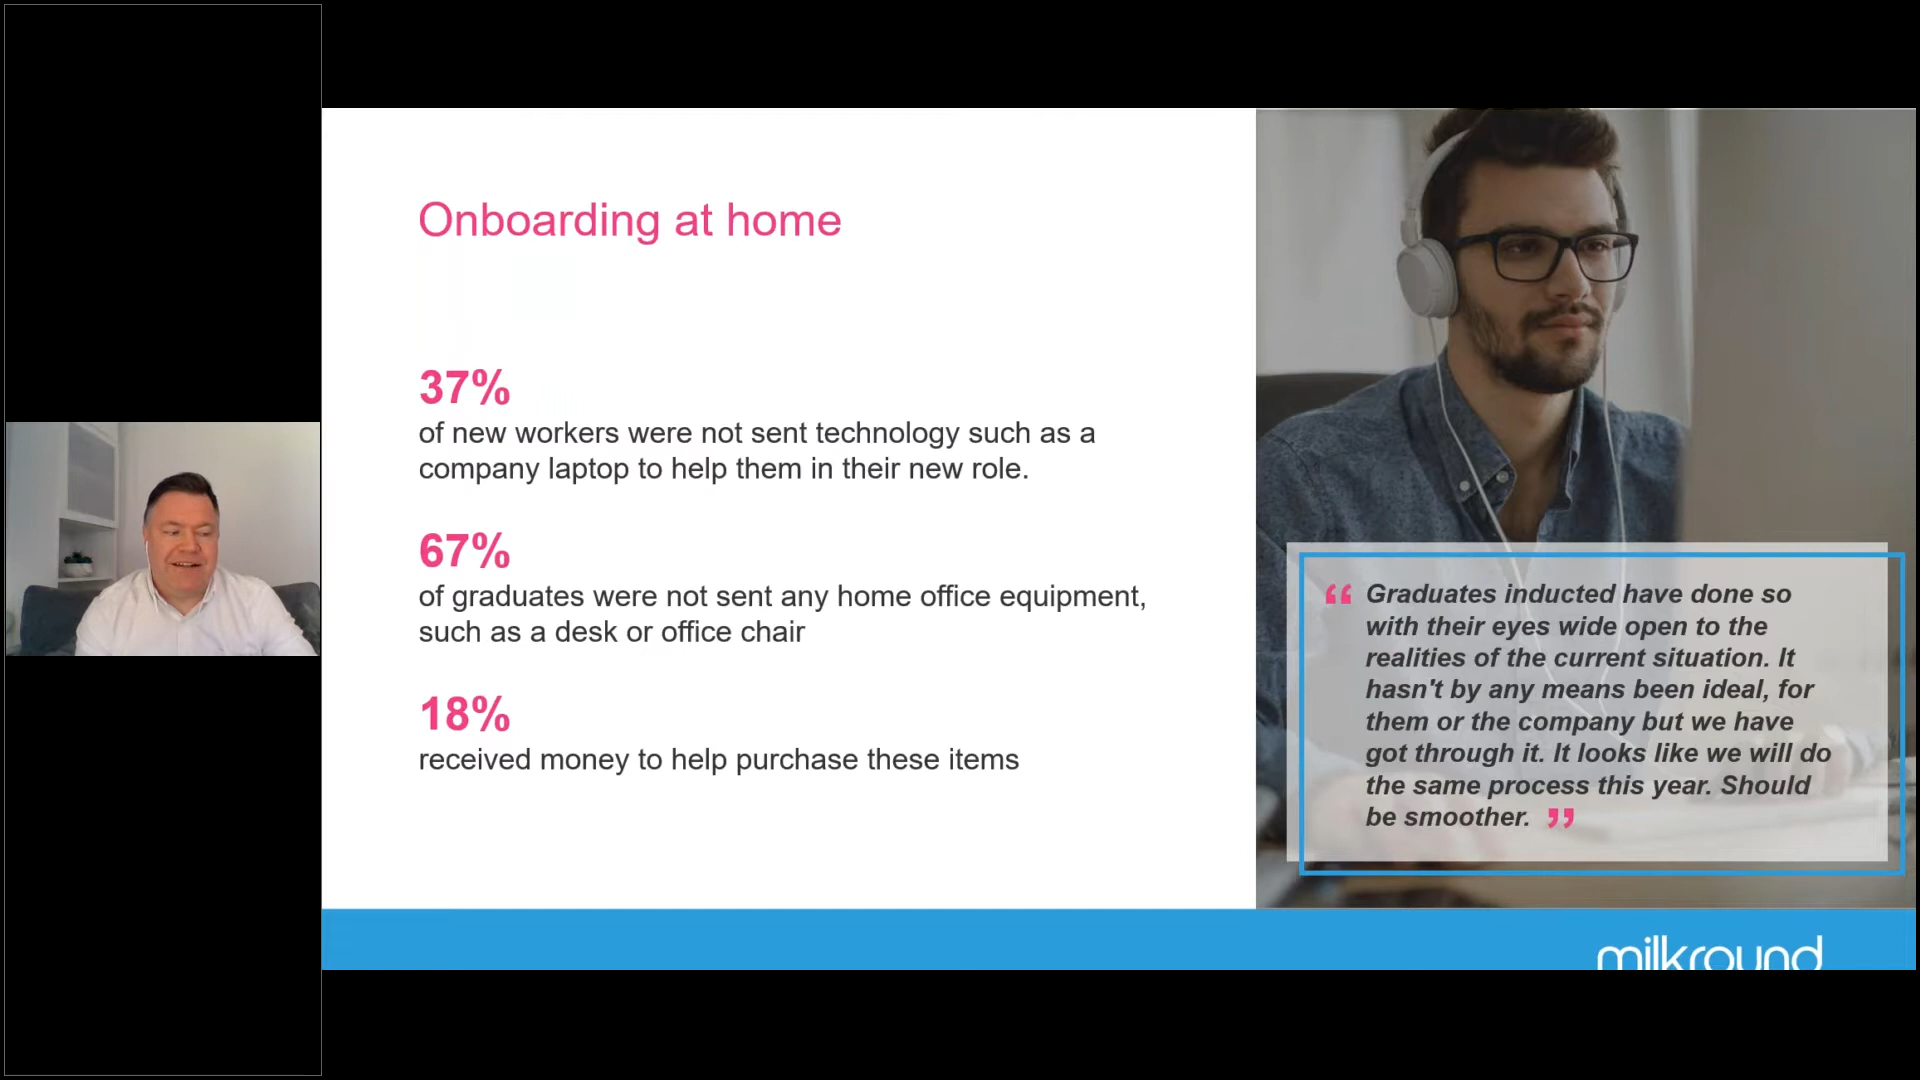 Onboarding at home
37%
of new workers were not sent technology such as a
company laptop to help them in their new role.
67%
of graduates were not sent any home office equipment,
such as a desk or office chair
18%
received money to help purchase these items
“ Graduates inducted have done so
with their eyes wide open to the
realities of the current situation. It
hasn't by any means been ideal, for
them or the company but we have
got through it. It looks like we will do
the same process this year. Should
be smoother. ”
milkround